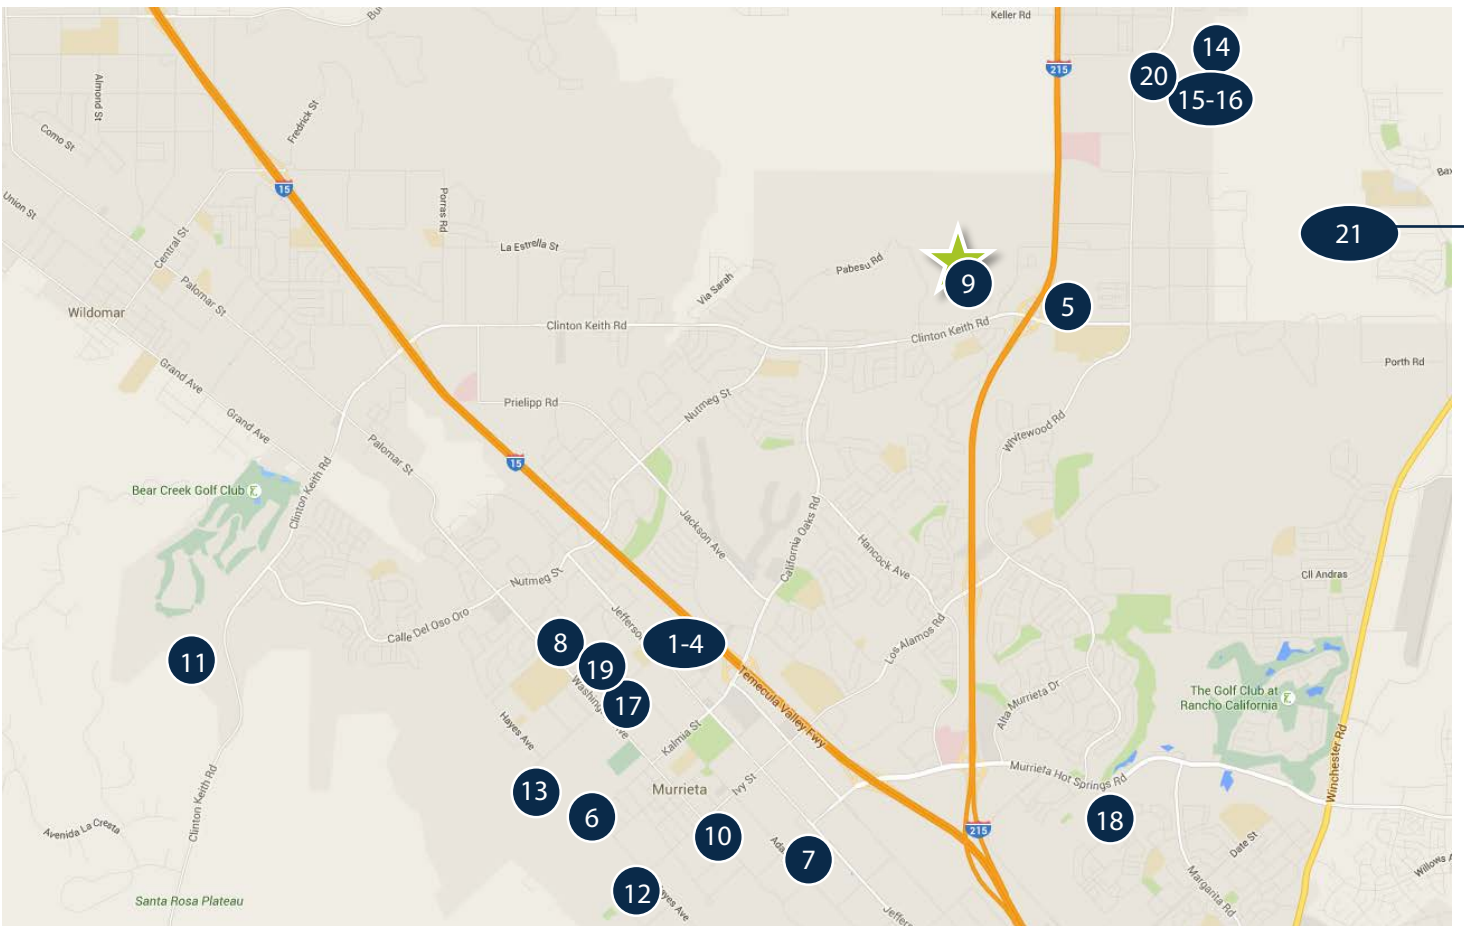 Keller Rd
215
14
20
15-16
Almond St
Fredrick St
Como St
15
Union St
Porras Rd
Central St
La Estrella St
21
Pabesu Rd
9
Via Sarah
Palomar St
5
Wildomar
Clinton Keith Rd
Clinton Keith Rd
Porth Rd
Grand Ave
Nutmeg St
Prielipp Rd
Grand Ave
Whitewood Rd
Palomar St
15
Bear Creek Golf Club
Clinton Keith Rd
Jackson Ave
California Oaks Rd
Hancock Ave
Nutmeg St
Cll Andras
Calle Del Oso Oro
8
1-4
Los Alamos Rd
11
19
17
Temecula Valley Fwy
Alta Murrieta Dr
The Golf Club at
Rancho California
Hayes Ave
Kalmia St
Winchester Rd
Murrieta Hot Springs Rd
Murrieta
Ivy St
13
6
Clinton Keith Rd
Avenida La Cresta
10
18
215
7
Date St
12
Margarita Rd
Santa Rosa Plateau